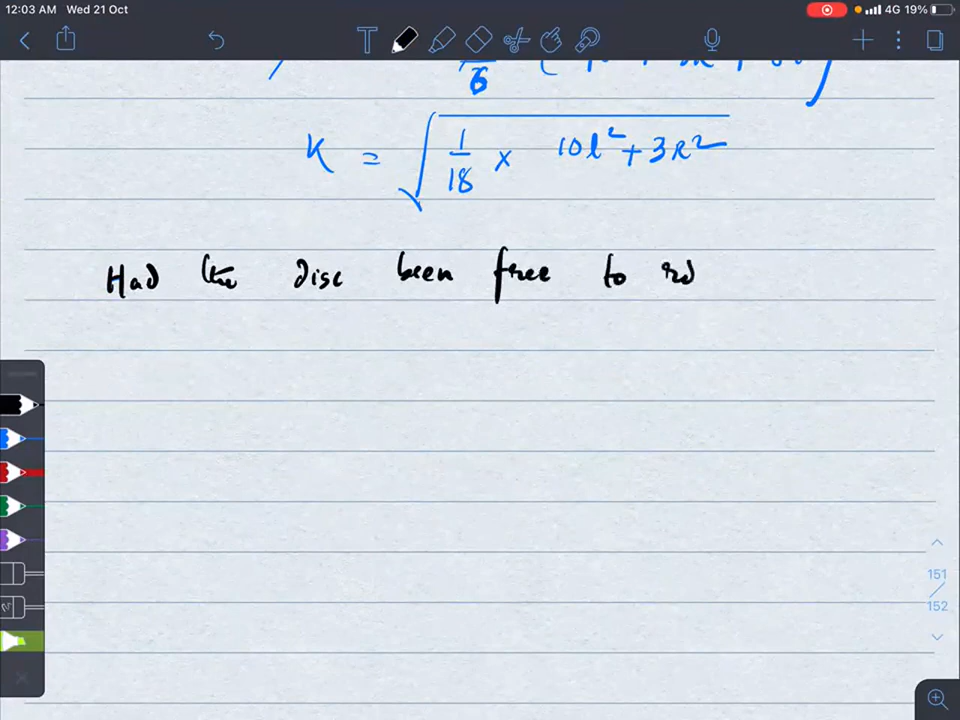 12:03 AM Wed 21 Oct 4G 19%
6
K = √ 1/18 × 10l² + 3R²
Had the disc been free to
151
/
152